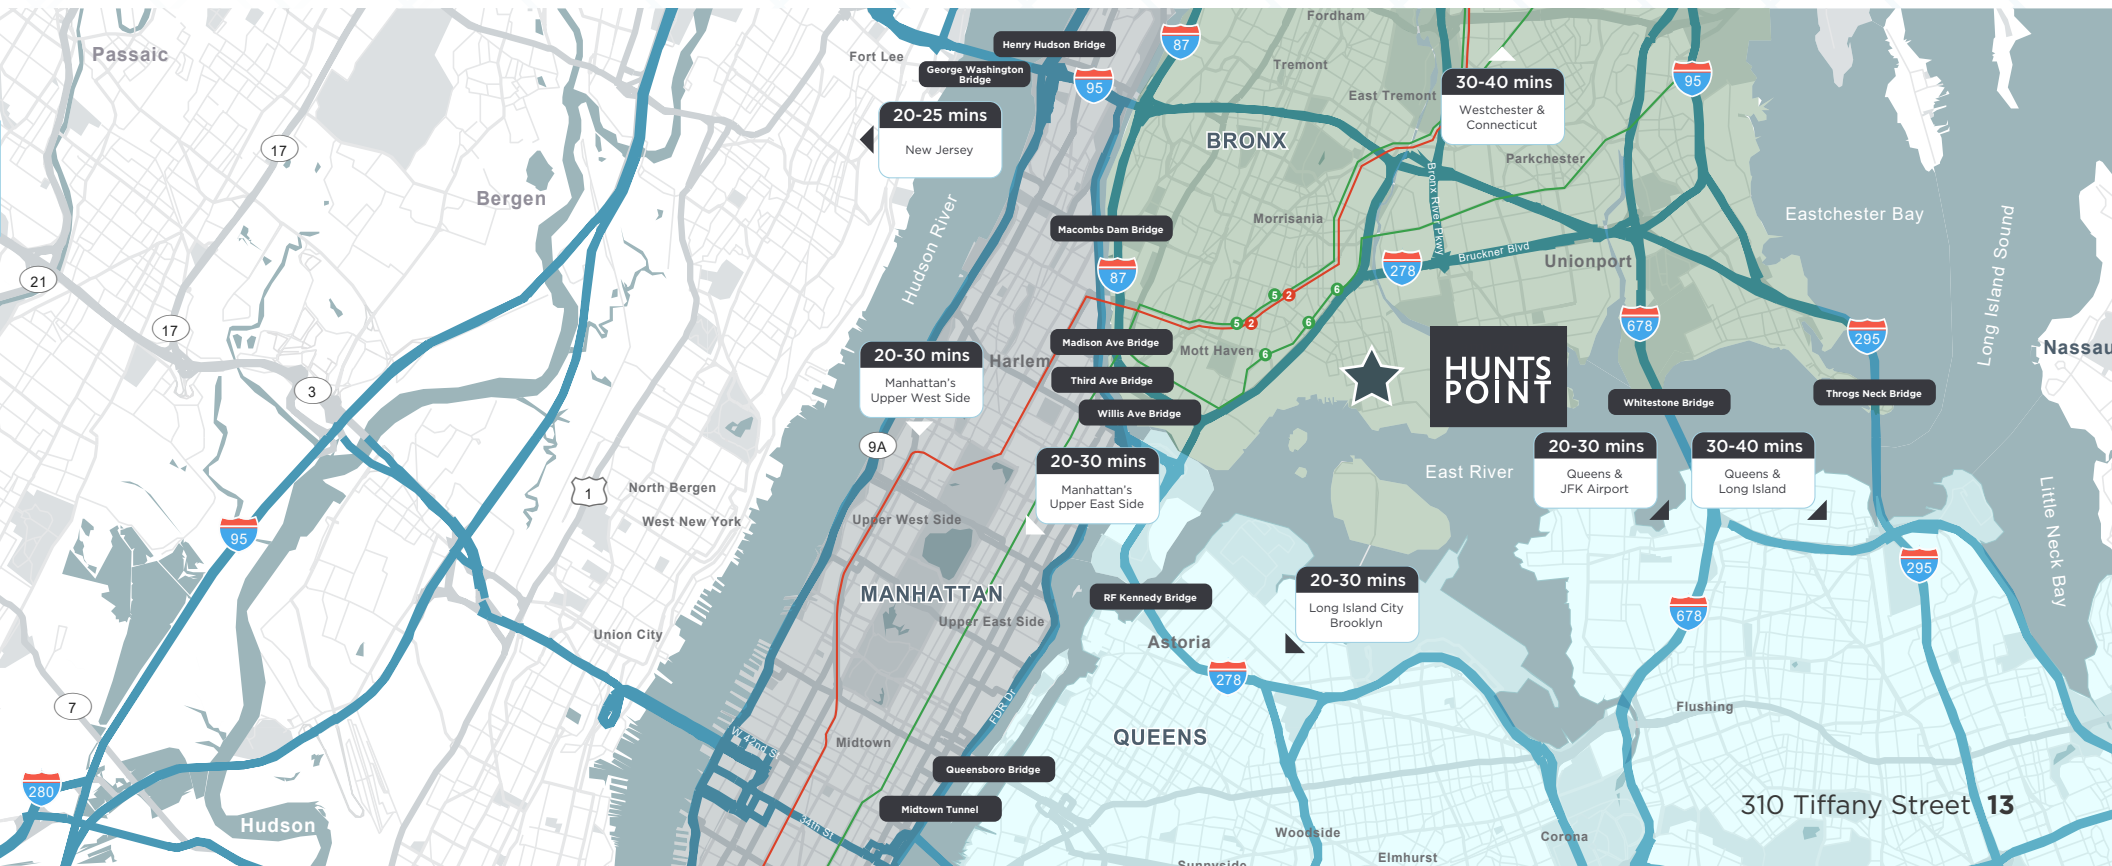 Passaic
Fort Lee
Henry Hudson Bridge
George Washington
Bridge
87
95
Fordham
Tremont
East Tremont
30-40 mins
Westchester &
Connecticut
95
20-25 mins
New Jersey
BRONX
Parkchester
17
Bergen
Hudson River
Bronx River Pkwy
Morrisania
Macombs Dam Bridge
Eastchester Bay
Long Island Sound
21
87
278
Bruckner Blvd
Unionport
5
2
6
17
5
2
6
678
295
Nassau
Madison Ave Bridge
Mott Haven
6
20-30 mins
Manhattan's
Upper West Side
Harlem
Third Ave Bridge
HUNTS
POINT
3
Willis Ave Bridge
Whitestone Bridge
Throgs Neck Bridge
9A
20-30 mins
Manhattan's
Upper East Side
East River
20-30 mins
Queens &
JFK Airport
30-40 mins
Queens &
Long Island
1
North Bergen
West New York
Upper West Side
Little Neck Bay
95
295
MANHATTAN
RF Kennedy Bridge
20-30 mins
Long Island City
Brooklyn
678
Union City
Upper East Side
Astoria
278
7
FDR Dr
Flushing
W 42nd St
Midtown
QUEENS
Queensboro Bridge
280
Midtown Tunnel
310 Tiffany Street 13
Hudson
34th St
Woodside
Corona
Elmhurst
Sunnyside